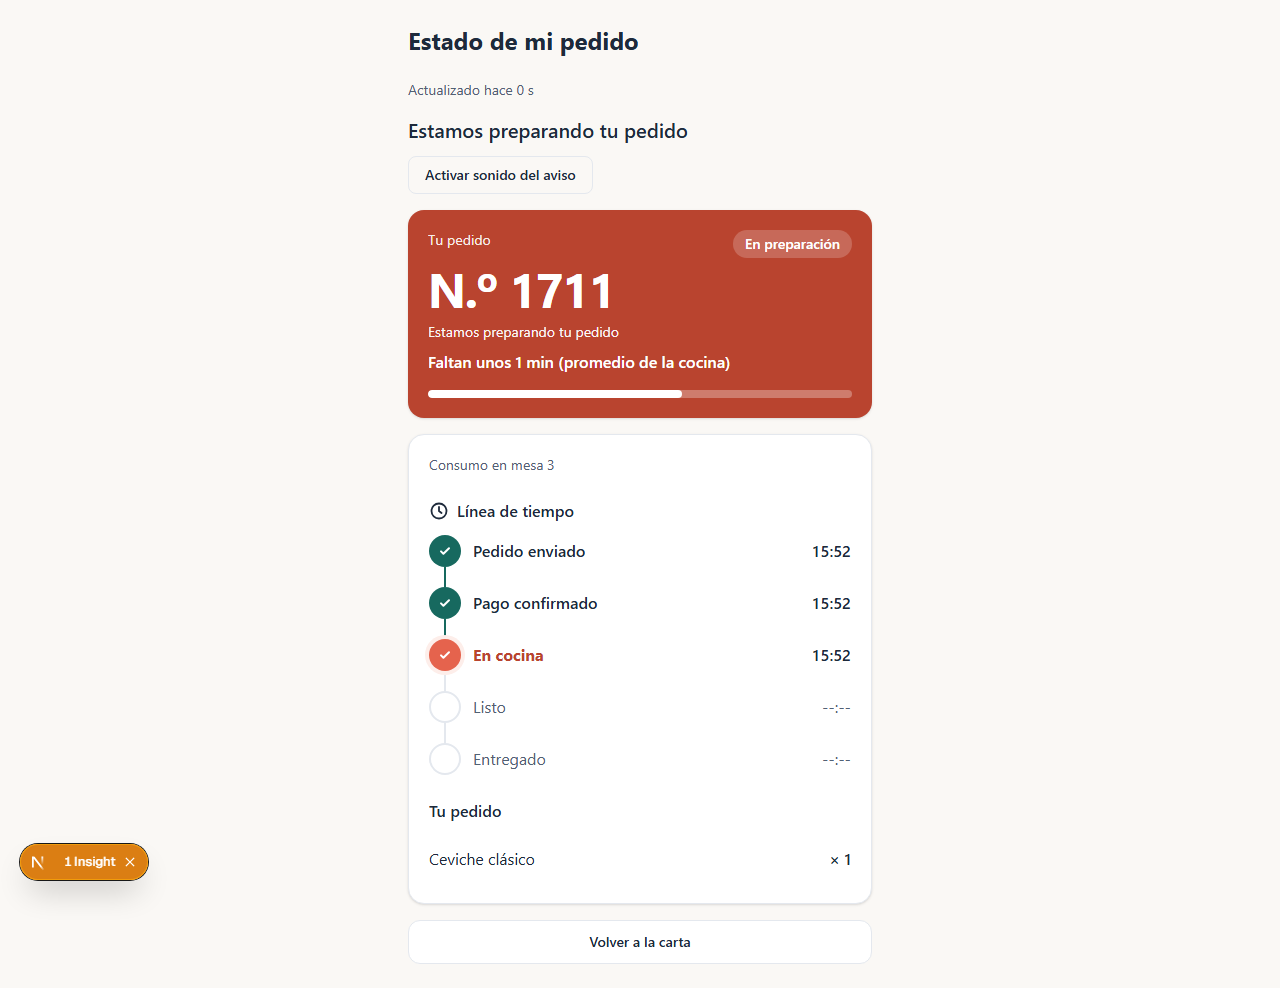 Estado de mi pedido
Actualizado hace 0 s
Estamos preparando tu pedido
Activar sonido del aviso
Tu pedido
En preparación
N.º 1711
Estamos preparando tu pedido
Faltan unos 1 min (promedio de la cocina)
Consumo en mesa 3
Línea de tiempo
Pedido enviado 15:52
Pago confirmado 15:52
En cocina 15:52
Listo --:--
Entregado --:--
Tu pedido
Ceviche clásico × 1
N 1 Insight ×
Volver a la carta